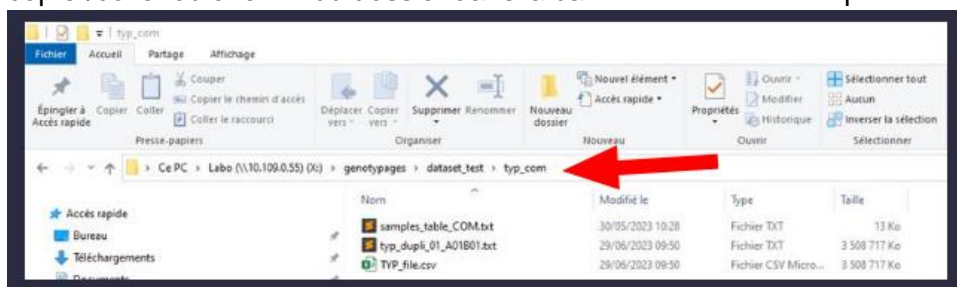 typ_com
Fichier Accueil Partage Affichage
Épingler à Accès rapide
Copier
Coller
Couper
Copier le chemin d'accès
Coller le raccourci
Presse-papiers
Déplacer vers
Copier vers
Supprimer
Renommer
Organiser
Nouveau dossier
Nouvel élément
Accès rapide
Nouveau
Propriétés
Ouvrir
Modifier
Historique
Ouvrir
Sélectionner tout
Aucun
Inverser la sélection
Sélectionner
Ce PC > Labo (\\10.109.0.55) (X:) > genotypages > dataset_test > typ_com
Nom Modifié le Type Taille
Accès rapide
Bureau
Téléchargements
samples_table_COM.txt 30/05/2023 10:28 Fichier TXT 13 Ko
typ_dupli_01_A01B01.txt 29/06/2023 09:50 Fichier TXT 3 508 717 Ko
TYP_file.csv 29/06/2023 09:50 Fichier CSV Micro... 3 508 717 Ko